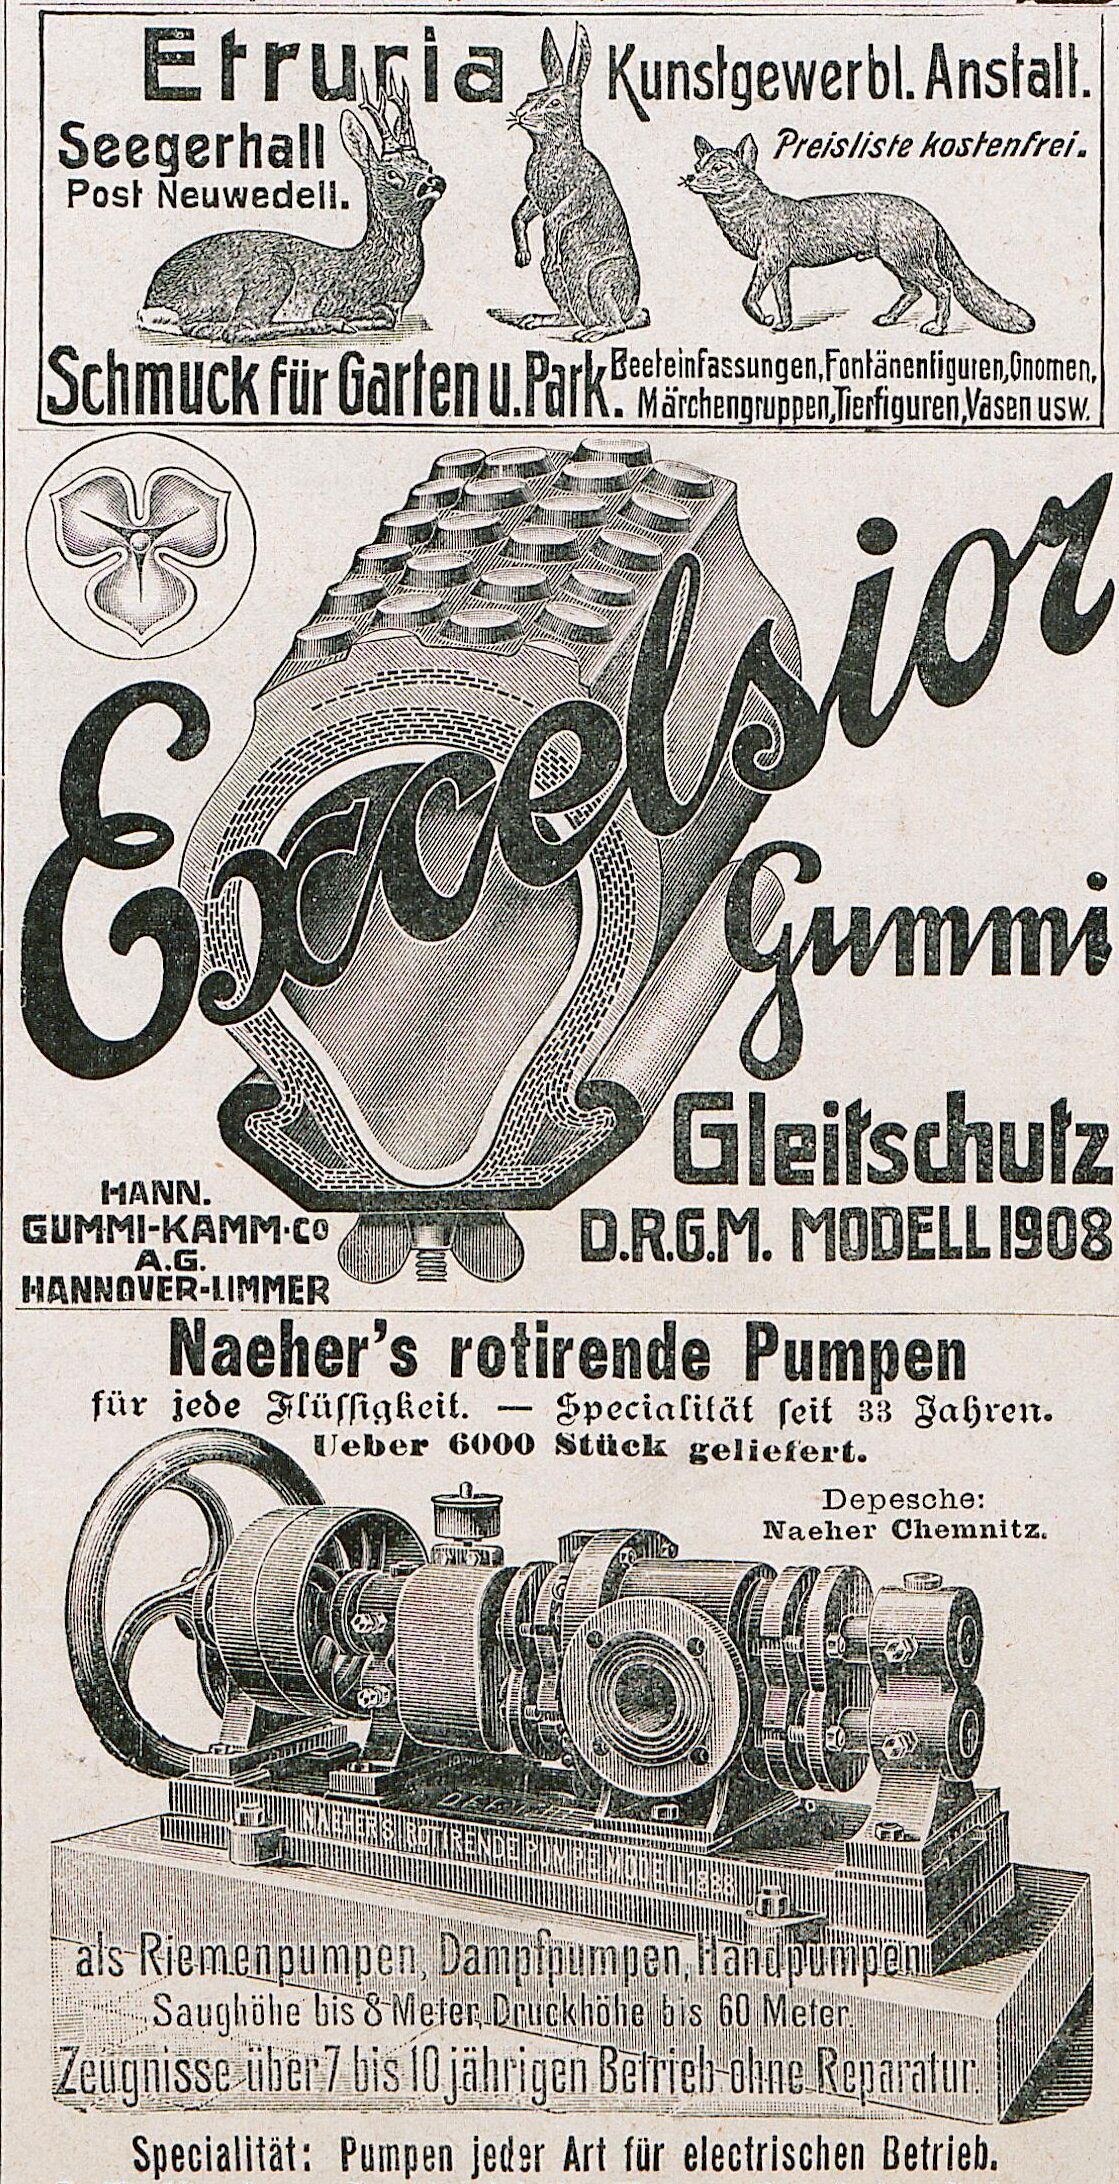 Etruria Kunstgewerbl. Anstalt.
Seegerhall
Post Neuwedell.
Preisliste kostenfrei.
Schmuck für Garten u. Park.
Beeteinfassungen, Fontänenfiguren, Gnomen,
Märchengruppen, Tierfiguren, Vasen usw.
Excelsior
Gummi
Gleitschutz
D.R.G.M. MODELL 1908
HANN.
GUMMI-KAMM-Co
A.G.
HANNOVER-LIMMER
Naeher's rotirende Pumpen
für jede Flüssigkeit. — Specialität seit 33 Jahren.
Ueber 6000 Stück geliefert.
Depesche:
Naeher Chemnitz.
NAEHER'S ROTIRENDE PUMPE MODELL 1898
als Riemenpumpen, Dampfpumpen, Handpumpen
Saughöhe bis 8 Meter, Druckhöhe bis 60 Meter.
Zeugnisse über 7 bis 10 jährigen Betrieb ohne Reparatur.
Specialität: Pumpen jeder Art für electrischen Betrieb.